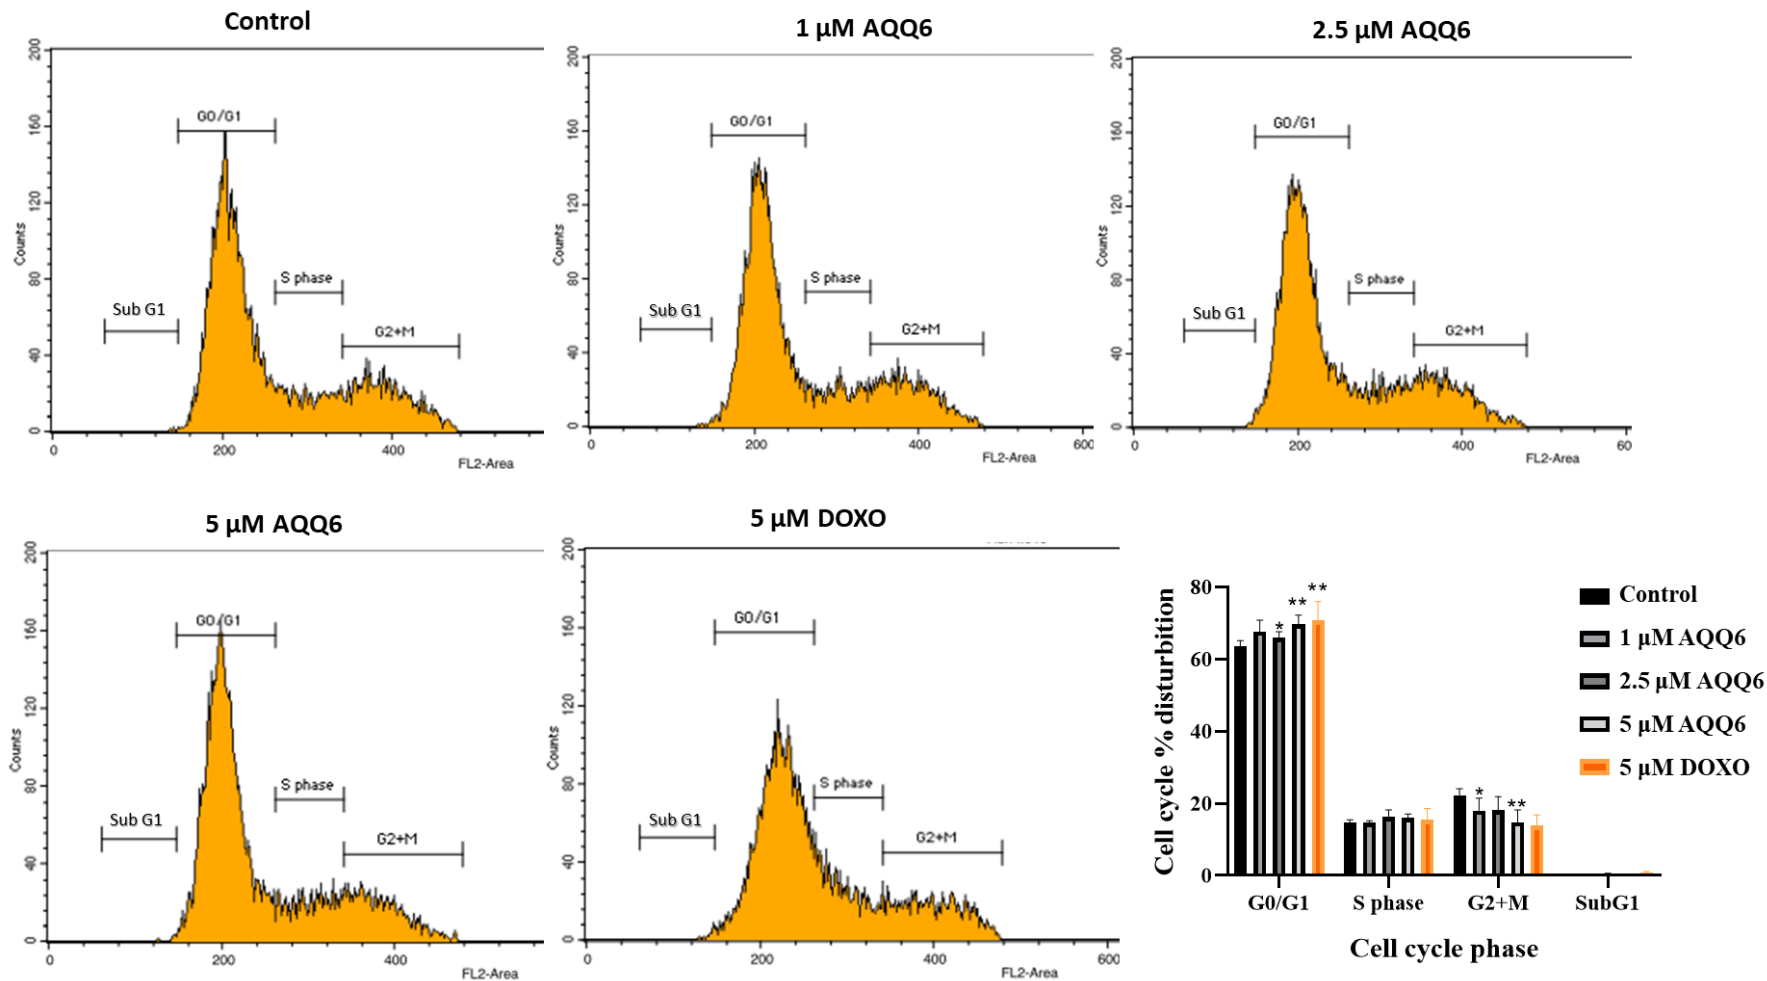 Control
200
160
120
80
40
0
Counts
G0/G1
Sub G1
S phase
G2+M
0
200
400
FL2-Area
1 µM AQQ6
200
160
120
80
40
0
Counts
G0/G1
Sub G1
S phase
G2+M
0
200
400
600
FL2-Area
2.5 µM AQQ6
200
160
120
80
40
0
Counts
G0/G1
Sub G1
S phase
G2+M
0
200
400
60
FL2-Area
5 µM AQQ6
200
160
120
80
40
0
Counts
G0/G1
Sub G1
S phase
G2+M
0
200
400
FL2-Area
5 µM DOXO
200
160
120
80
40
0
Counts
G0/G1
Sub G1
S phase
G2+M
0
200
400
600
FL2-Area
Cell cycle % disturbition
80
60
40
20
0
* ** **
* **
G0/G1 S phase G2+M SubG1
Cell cycle phase
Control
1 µM AQQ6
2.5 µM AQQ6
5 µM AQQ6
5 µM DOXO